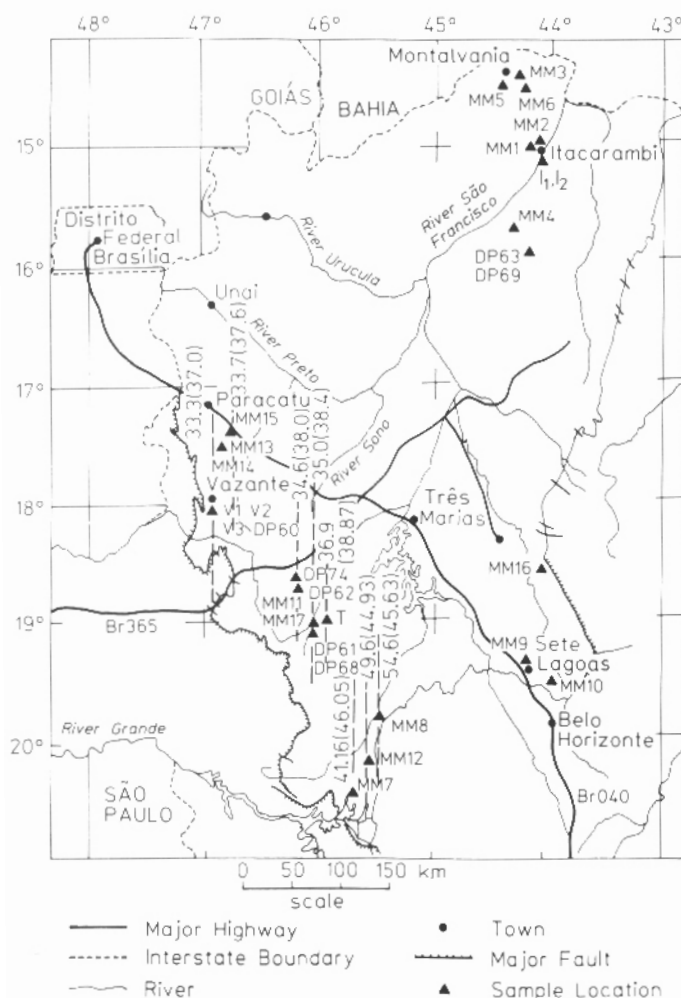 48° 47° 46° 45° 44° 43°
Montalvania
MM3
GOIÁS
BAHIA
MM5
MM6
MM2
15°
MM1
Itacarambi
I1,I2
River São Francisco
MM4
Distrito Federal
Brasília
DP63
DP69
16°
River Urucula
Unai
River Preto
33.3(37.0)
33.7(37.6)
17°
Paracatu
MM15
MM13
MM14
34.6(38.0)
35.0(38.4)
River Sono
Vazante
18°
V1 V2
V3 DP60
Três Marias
36.9
(38.87)
DP74
DP62
MM11
MM16
MM17
T
19°
Br365
49.6(44.93)
54.6(45.63)
DP61
DP68
MM9
Sete Lagoas
MM10
41.16(46.05)
MM8
Belo Horizonte
River Grande
20°
MM12
MM7
SÃO PAULO
Br040
0 50 100 150 km
scale
Major Highway
Town
Interstate Boundary
Major Fault
River
Sample Location